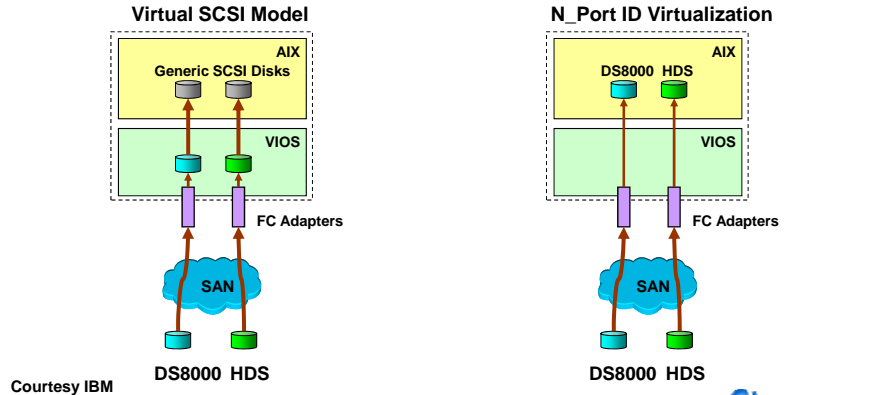 Virtual SCSI Model
AIX
Generic SCSI Disks
VIOS
FC Adapters
SAN
DS8000 HDS
Courtesy IBM
N_Port ID Virtualization
AIX
DS8000 HDS
VIOS
FC Adapters
SAN
DS8000 HDS